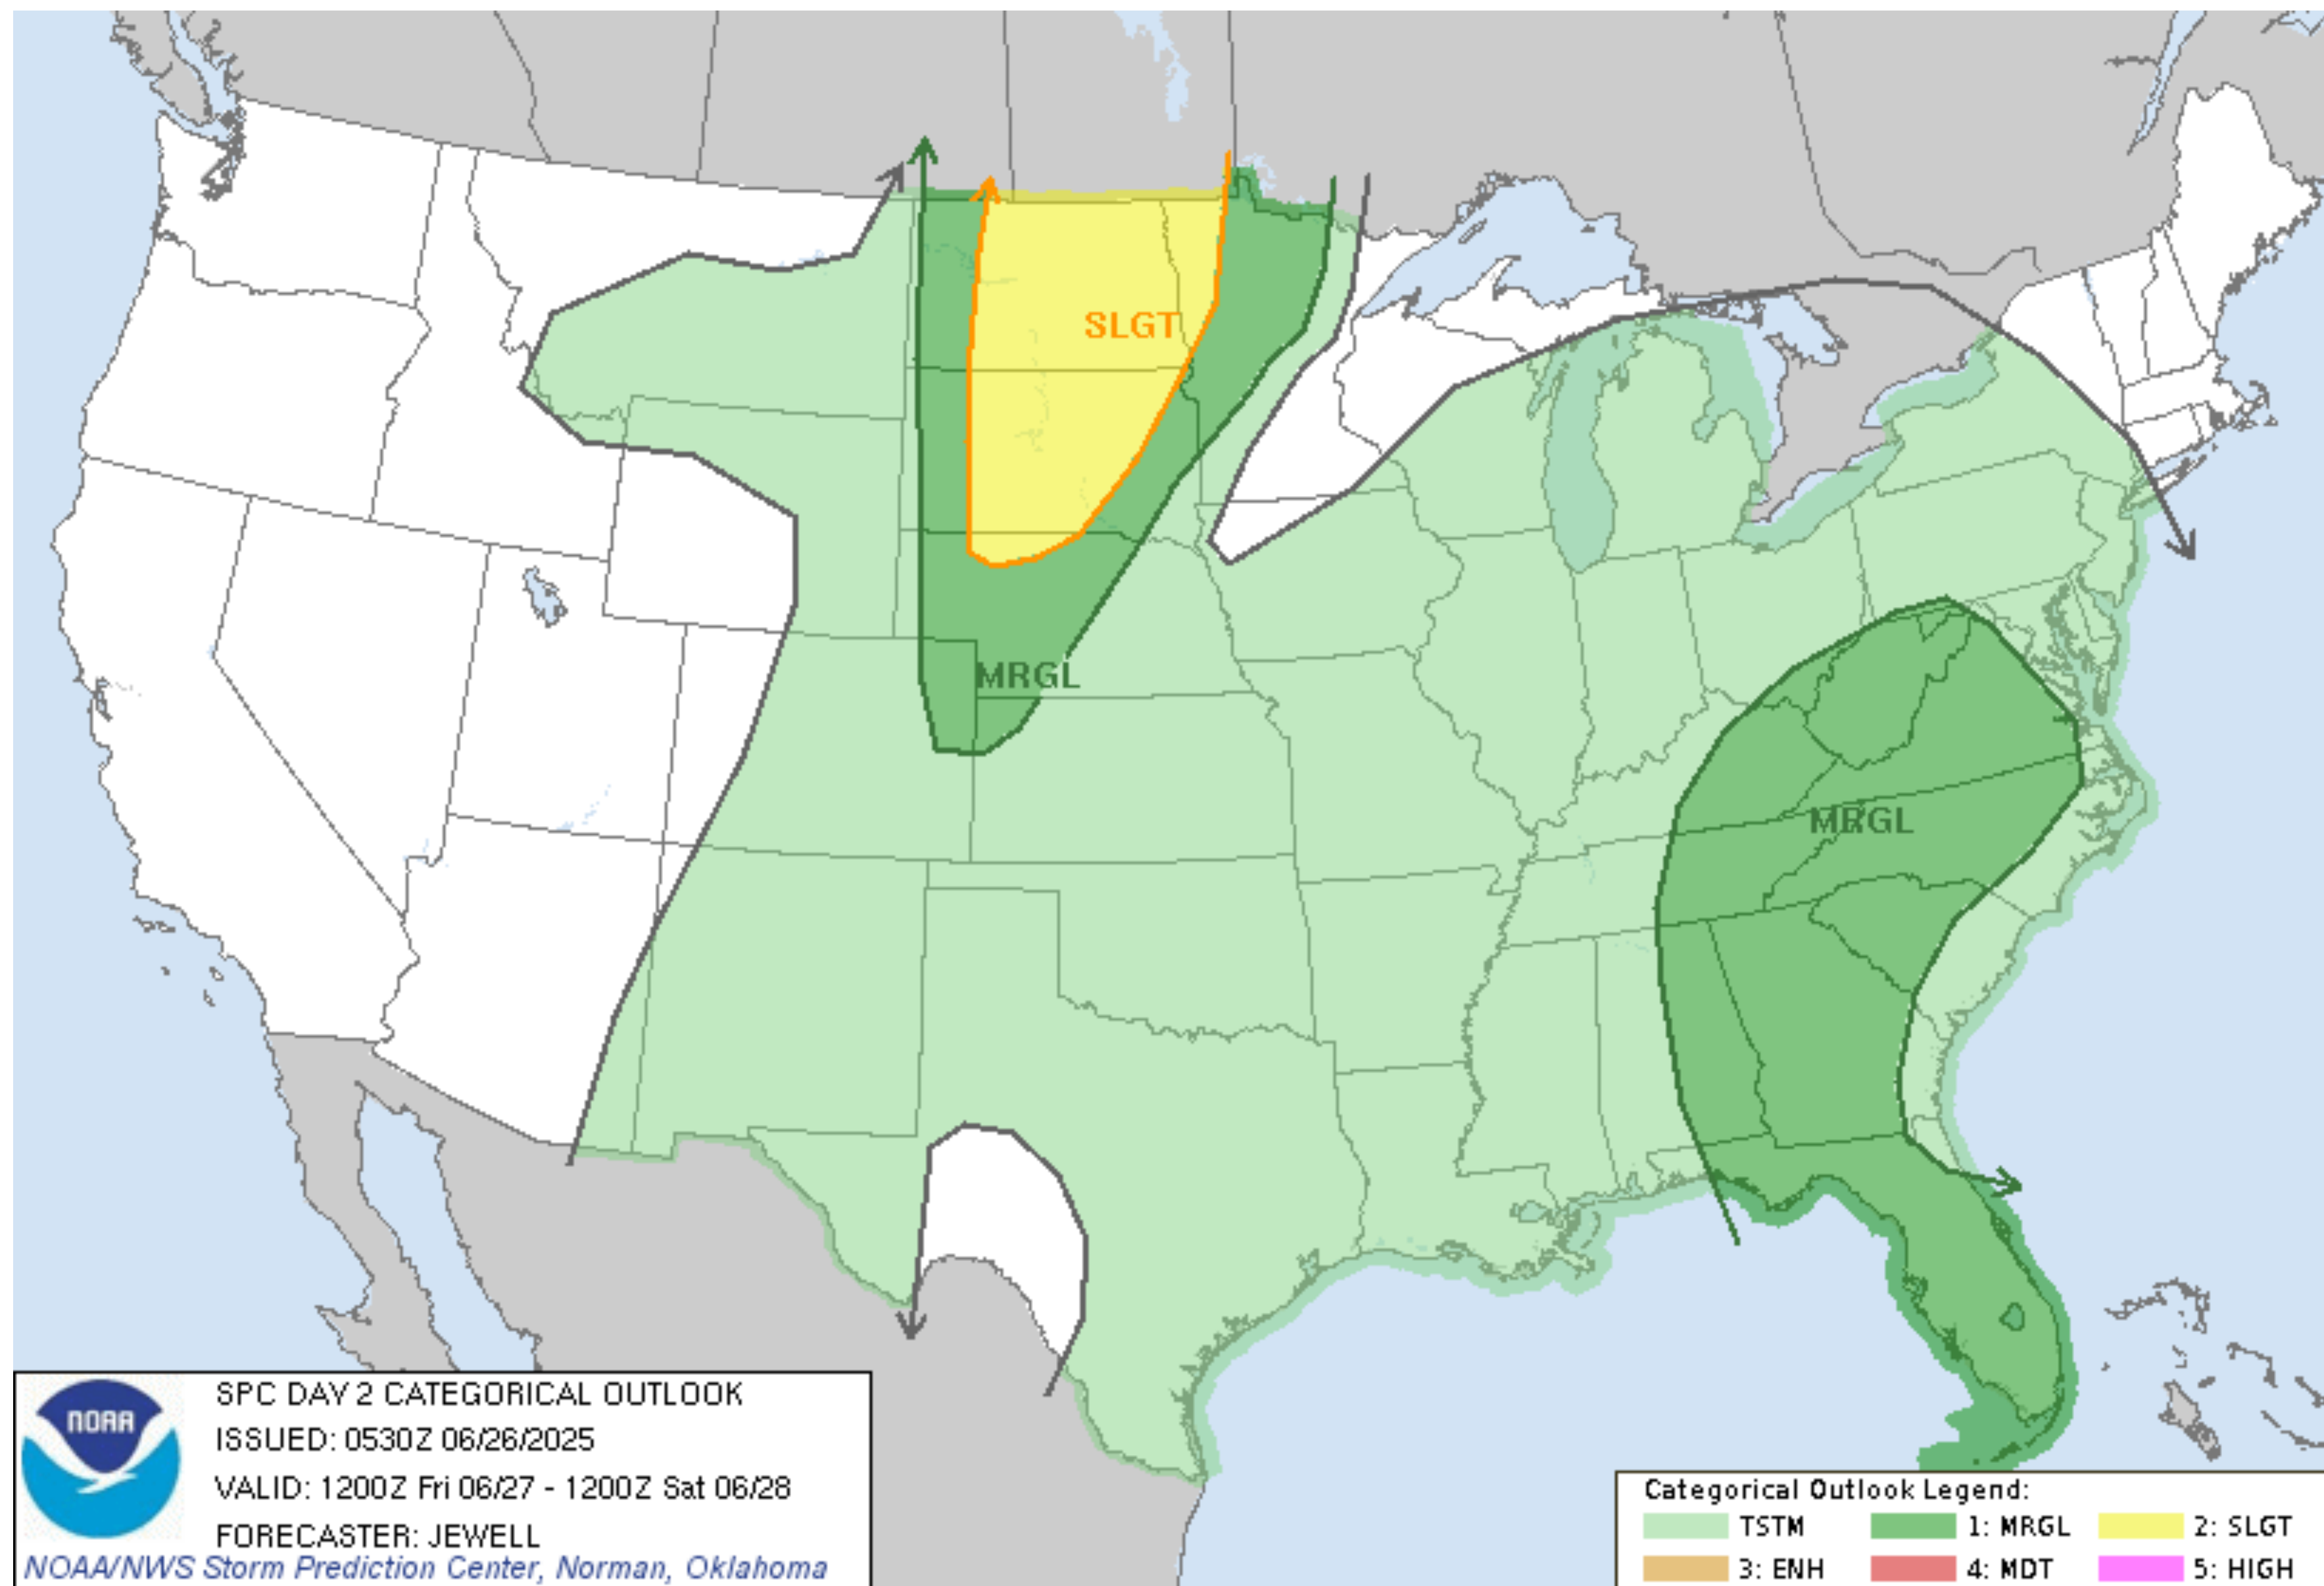 SLGT
MRGL
MRGL
NOAA
SPC DAY 2 CATEGORICAL OUTLOOK
ISSUED: 0530Z 06/26/2025
VALID: 1200Z Fri 06/27 - 1200Z Sat 06/28
FORECASTER: JEWELL
NOAA/NWS Storm Prediction Center, Norman, Oklahoma
Categorical Outlook Legend:
TSTM 1: MRGL 2: SLGT
3: ENH 4: MDT 5: HIGH